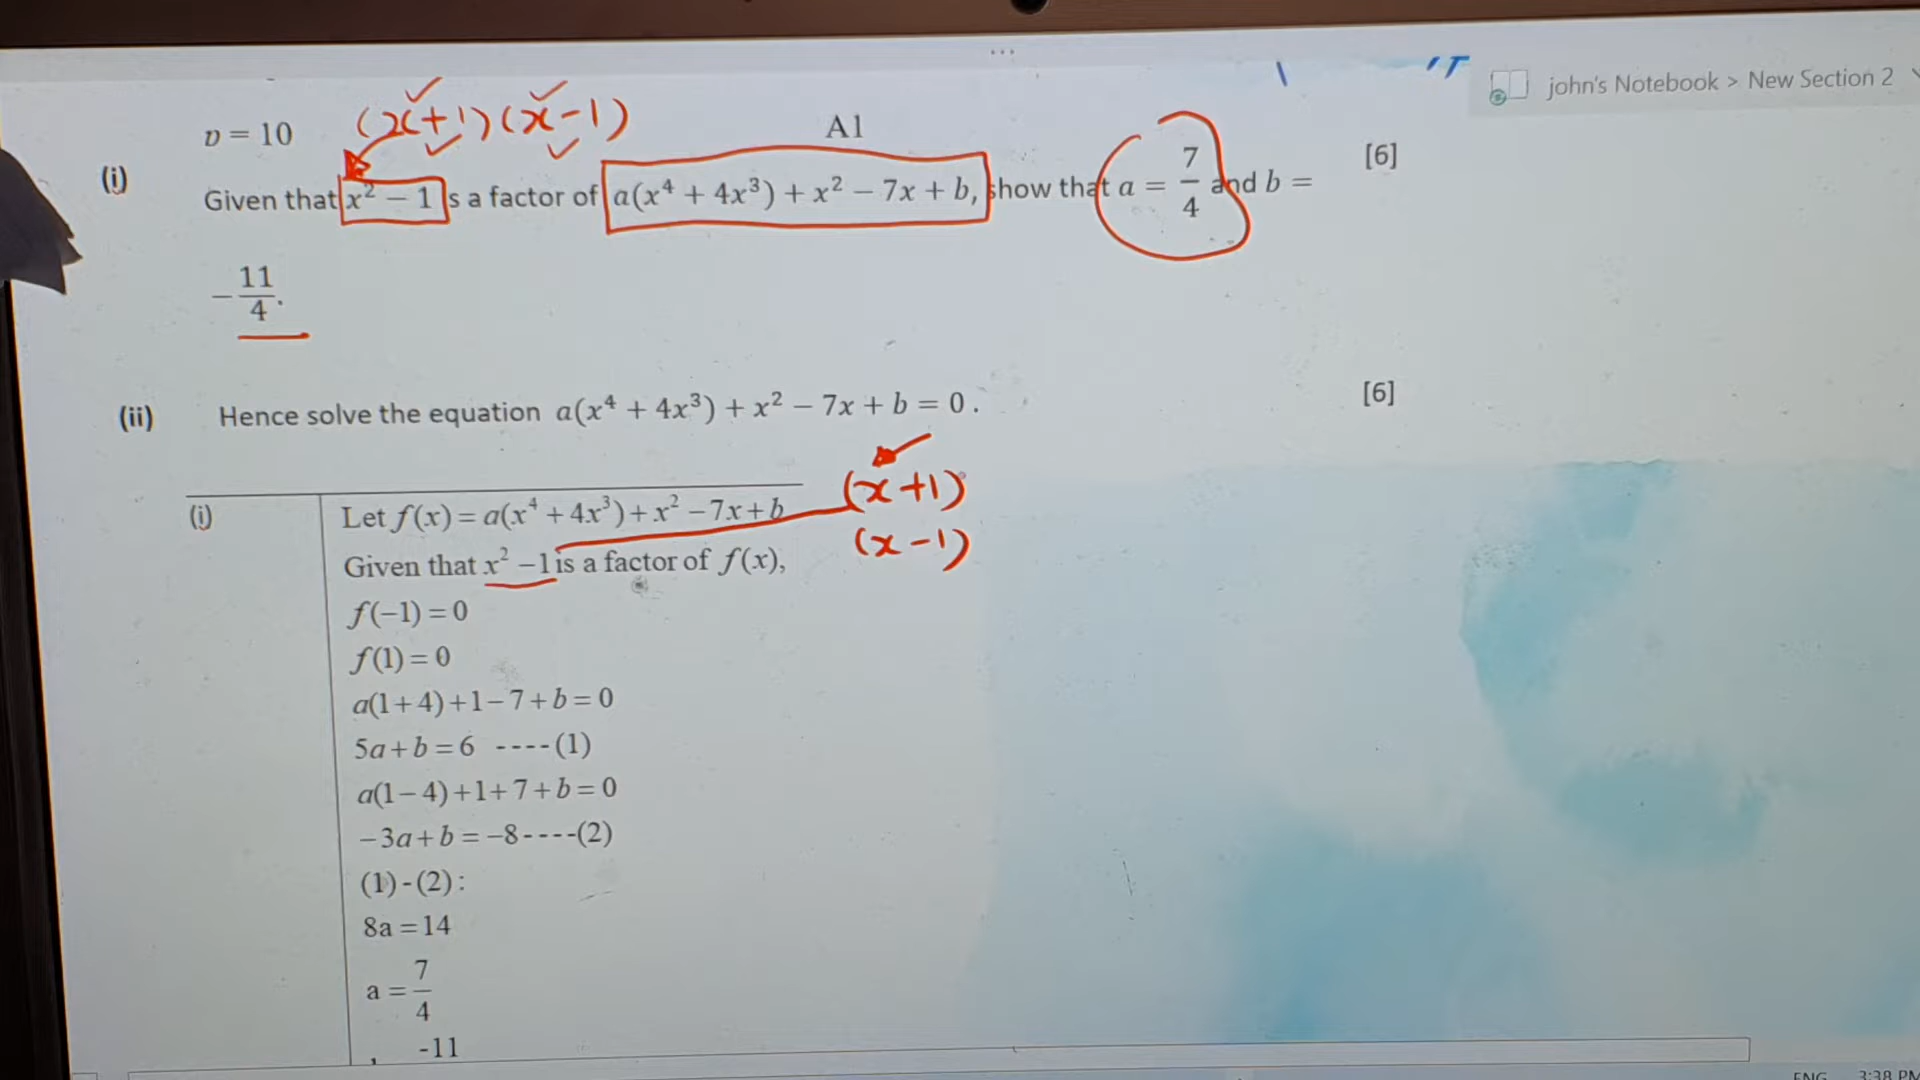 john's Notebook > New Section 2
(x+1)(x-1)
v = 10 A1
(i) Given that x² − 1 is a factor of a(x⁴ + 4x³) + x² − 7x + b, show that a = 7/4 and b = [6]
−11/4.
(ii) Hence solve the equation a(x⁴ + 4x³) + x² − 7x + b = 0. [6]
(x+1)
(x-1)
(i) Let f(x) = a(x⁴ + 4x³) + x² − 7x + b
Given that x² − 1 is a factor of f(x),
f(−1) = 0
f(1) = 0
a(1+4)+1−7+b = 0
5a+b = 6 ----(1)
a(1−4)+1+7+b = 0
−3a+b = −8----(2)
(1)-(2):
8a = 14
a = 7/4
-11
ENG 3:38 PM